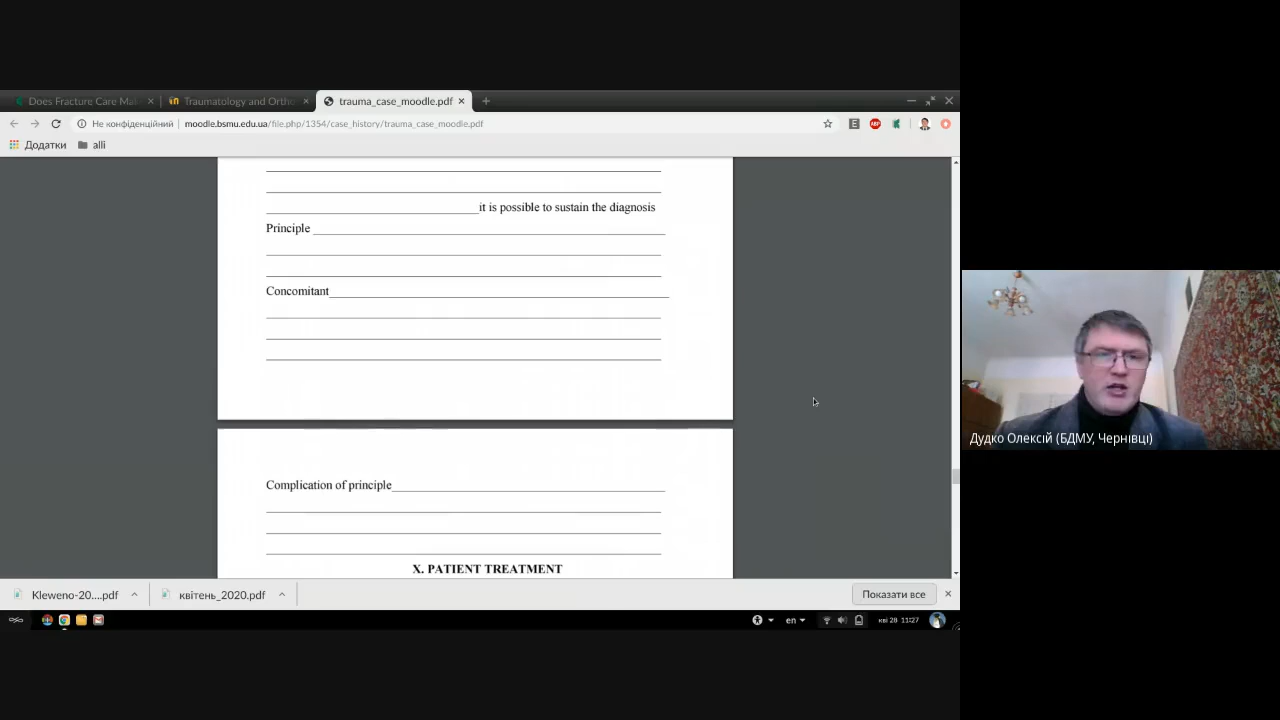 Does Fracture Care Mal
Traumatology and Ortho
trauma_case_moodle.pdf
Не конфіденційний
moodle.bsmu.edu.ua/file.php/1354/case_history/trauma_case_moodle.pdf
ABP
Додатки
alli
it is possible to sustain the diagnosis
Principle
Concomitant
Complication of principle
X. PATIENT TREATMENT
Дудко Олексій (БДМУ, Чернівці)
Kleweno-20....pdf
квітень_2020.pdf
Показати все
en
кві 28 11:27